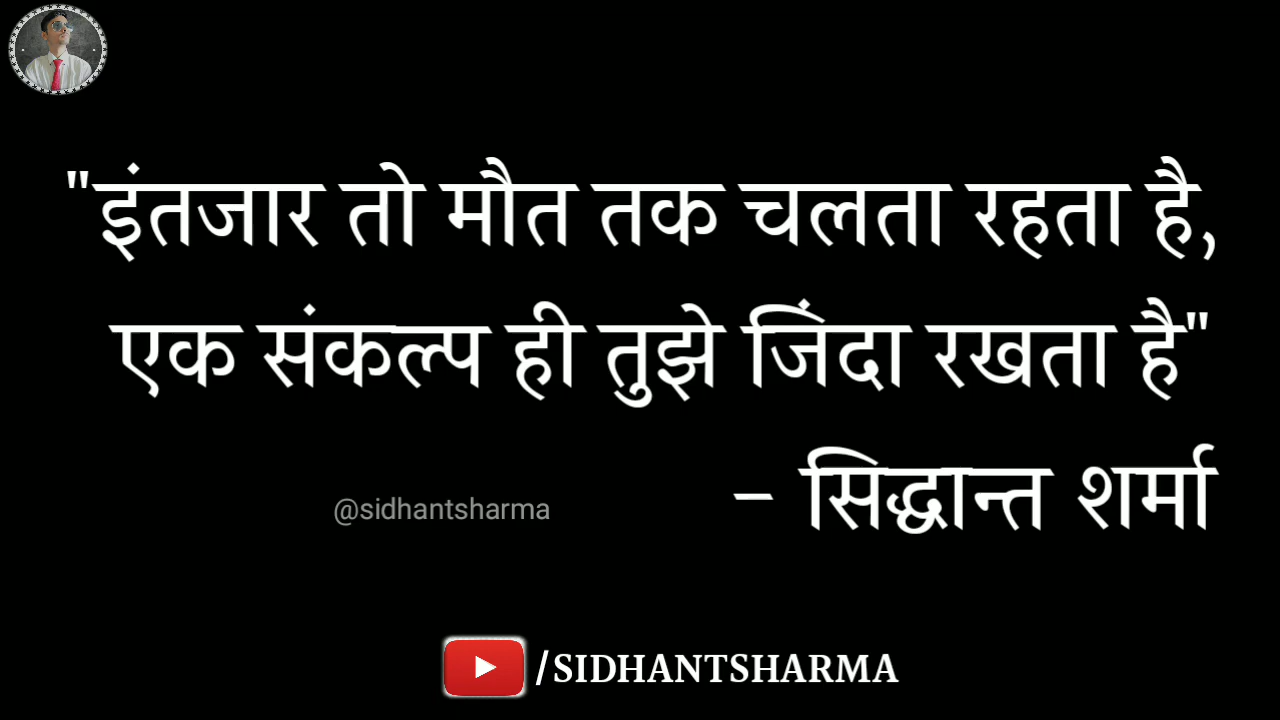 "इंतजार तो मौत तक चलता रहता है,
एक संकल्प ही तुझे जिंदा रखता है"
- सिद्धान्त शर्मा
@sidhantsharma
/SIDHANTSHARMA